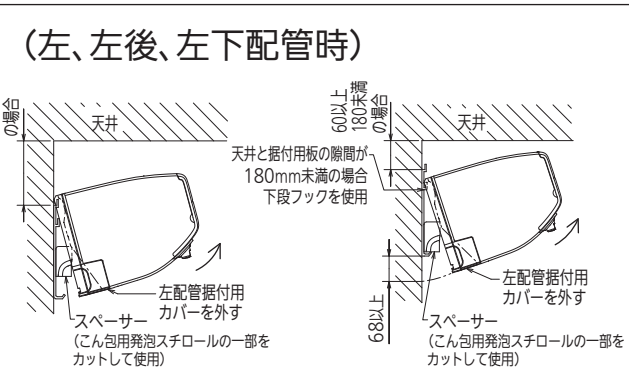 （左、左後、左下配管時）
の場合
天井
天井と据付用板の隙間が
180mm未満の場合
下段フックを使用
左配管据付用
カバーを外す
スペーサー
（こん包用発泡スチロールの一部を
カットして使用）
60以上
180未満
の場合
天井
68以上
左配管据付用
カバーを外す
スペーサー
（こん包用発泡スチロールの一部を
カットして使用）